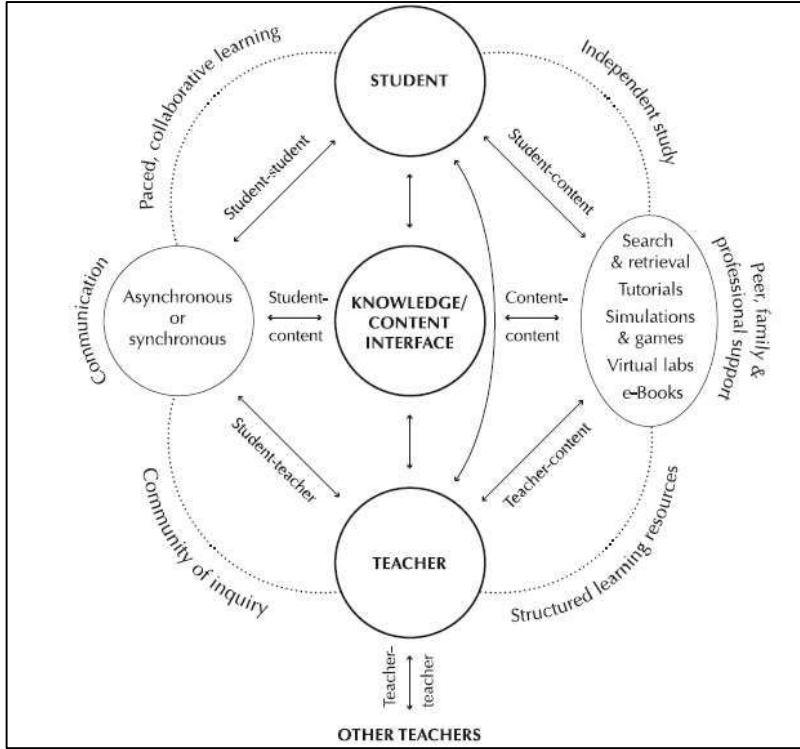 STUDENT
Paced, collaborative learning
Independent study
Student-student
Student-content
Communication
Asynchronous
or
synchronous
Student-
content
KNOWLEDGE/
CONTENT
INTERFACE
Content-
content
Search
& retrieval
Tutorials
Simulations
& games
Virtual labs
e-Books
Peer, family &
professional support
Student-teacher
Teacher-content
Community of inquiry
TEACHER
Structured learning resources
Teacher-
teacher
OTHER TEACHERS